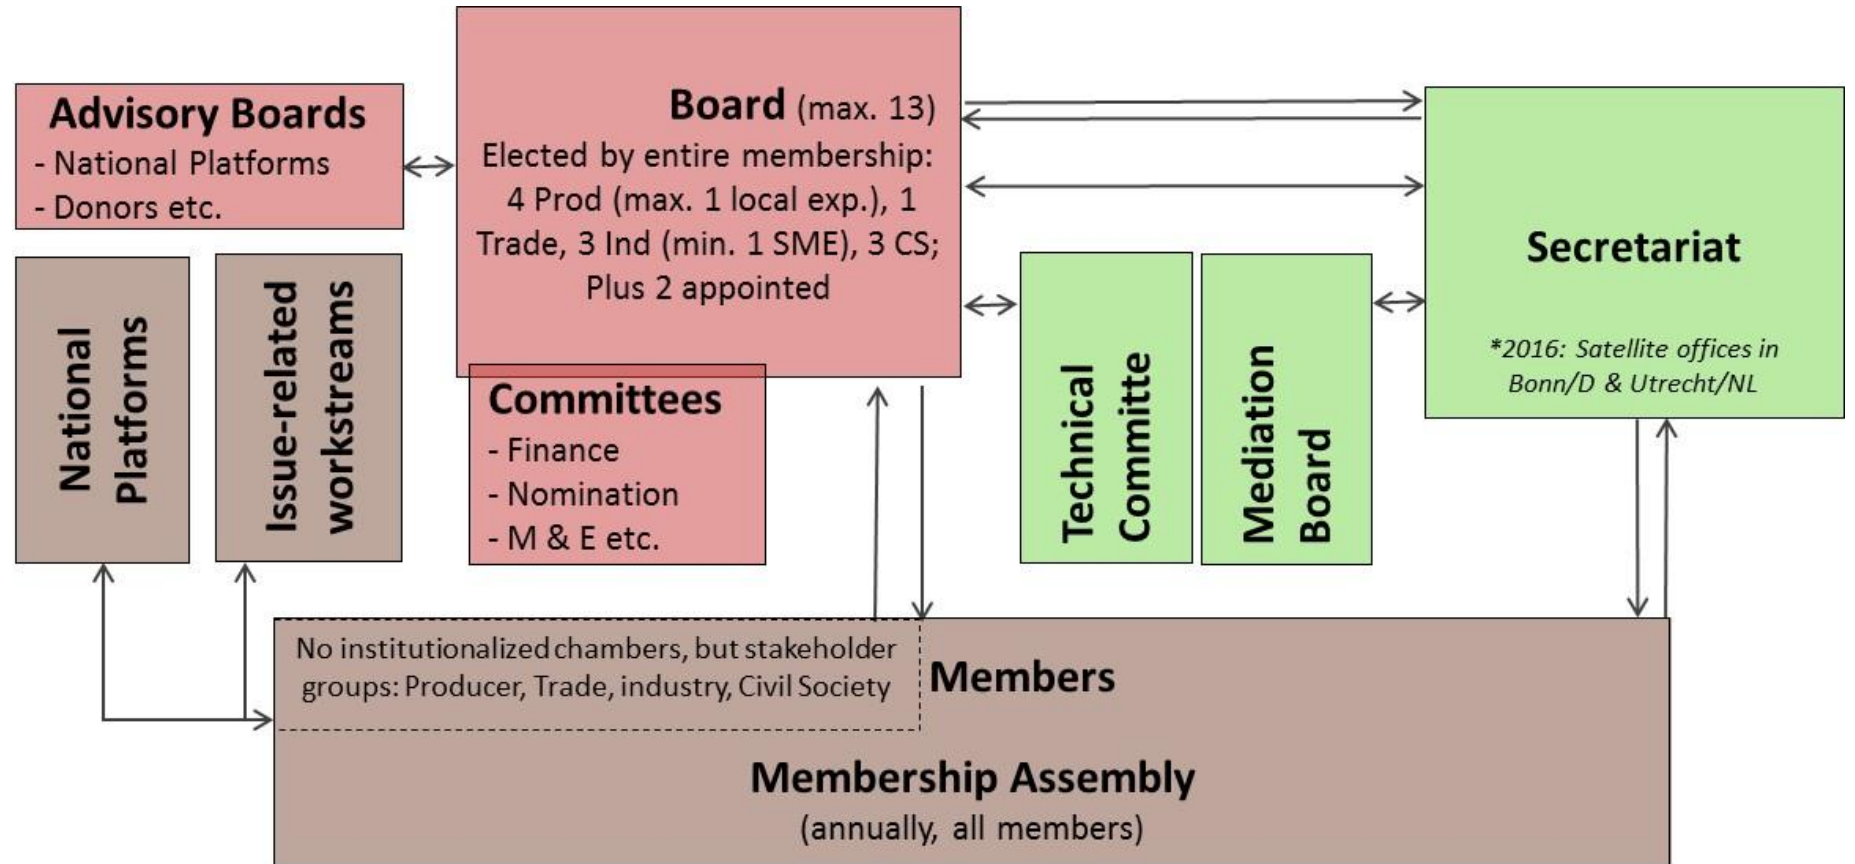 Advisory Boards
- National Platforms
- Donors etc.
Board (max. 13)
Elected by entire membership:
4 Prod (max. 1 local exp.), 1
Trade, 3 Ind (min. 1 SME), 3 CS;
Plus 2 appointed
Secretariat
*2016: Satellite offices in
Bonn/D & Utrecht/NL
National
Platforms
Issue-related
workstreams
Committees
- Finance
- Nomination
- M & E etc.
Technical
Committe
Mediation
Board
No institutionalized chambers, but stakeholder
groups: Producer, Trade, industry, Civil Society
Members
Membership Assembly
(annually, all members)